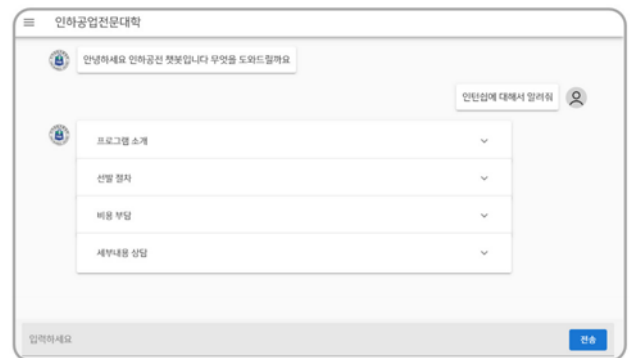 인하공업전문대학
안녕하세요 인하공전 챗봇입니다 무엇을 도와드릴까요
인턴쉽에 대해서 알려줘
프로그램 소개
선발 절차
비용 부담
세부내용 상담
입력하세요
전송